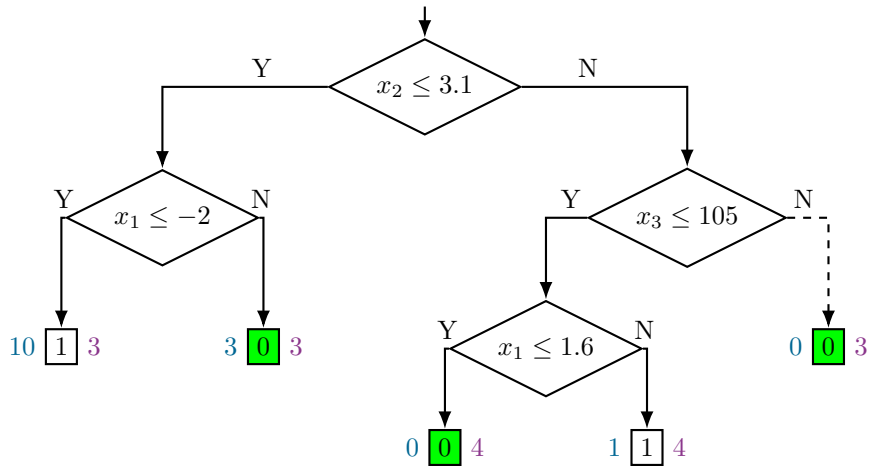 Y N
x₂ ≤ 3.1
Y N Y N
x₁ ≤ −2 x₃ ≤ 105
10 1 3 3 0 3 Y x₁ ≤ 1.6 N 0 0 3
0 0 4 1 1 4